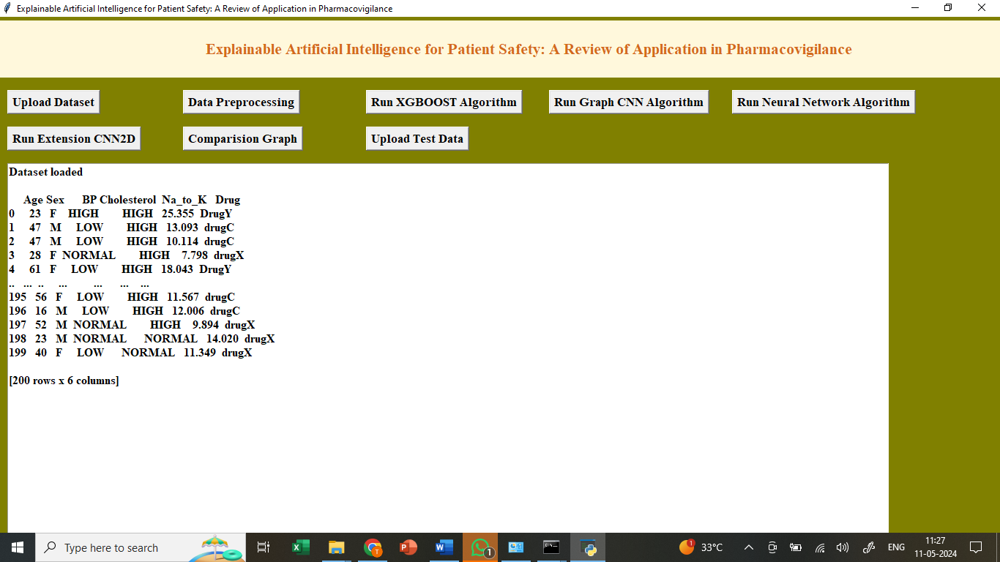 Explainable Artificial Intelligence for Patient Safety: A Review of Application in Pharmacovigilance
Explainable Artificial Intelligence for Patient Safety: A Review of Application in Pharmacovigilance
Upload Dataset Data Preprocessing Run XGBOOST Algorithm Run Graph CNN Algorithm Run Neural Network Algorithm
Run Extension CNN2D Comparision Graph Upload Test Data
Dataset loaded
Age Sex BP Cholesterol Na_to_K Drug
0 23 F HIGH HIGH 25.355 DrugY
1 47 M LOW HIGH 13.093 drugC
2 47 M LOW HIGH 10.114 drugC
3 28 F NORMAL HIGH 7.798 drugX
4 61 F LOW HIGH 18.043 DrugY
.. ... .. ... ... ... ...
195 56 F LOW HIGH 11.567 drugC
196 16 M LOW HIGH 12.006 drugC
197 52 M NORMAL HIGH 9.894 drugX
198 23 M NORMAL NORMAL 14.020 drugX
199 40 F LOW NORMAL 11.349 drugX
[200 rows x 6 columns]
Type here to search X T P W 1 1 33°C ENG 11:27
11-05-2024